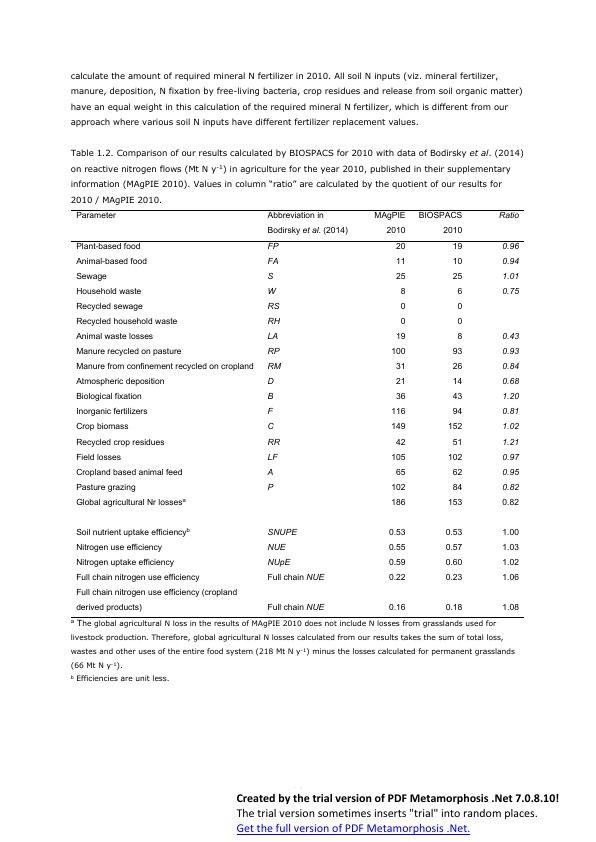 calculate the amount of required mineral N fertilizer in 2010. All soil N inputs (viz. mineral fertilizer,
manure, deposition, N fixation by free-living bacteria, crop residues and release from soil organic matter)
have an equal weight in this calculation of the required mineral N fertilizer, which is different from our
approach where various soil N inputs have different fertilizer replacement values.
Table 1.2. Comparison of our results calculated by BIOSPACS for 2010 with data of Bodirsky et al. (2014)
on reactive nitrogen flows (Mt N y⁻¹) in agriculture for the year 2010, published in their supplementary
information (MAgPIE 2010). Values in column “ratio” are calculated by the quotient of our results for
2010 / MAgPIE 2010.
Parameter Abbreviation in MAgPIE BIOSPACS Ratio
Bodirsky et al. (2014) 2010 2010
Plant-based food FP 20 19 0.96
Animal-based food FA 11 10 0.94
Sewage S 25 25 1.01
Household waste W 8 6 0.75
Recycled sewage RS 0 0
Recycled household waste RH 0 0
Animal waste losses LA 19 8 0.43
Manure recycled on pasture RP 100 93 0.93
Manure from confinement recycled on cropland RM 31 26 0.84
Atmospheric deposition D 21 14 0.68
Biological fixation B 36 43 1.20
Inorganic fertilizers F 116 94 0.81
Crop biomass C 149 152 1.02
Recycled crop residues RR 42 51 1.21
Field losses LF 105 102 0.97
Cropland based animal feed A 65 62 0.95
Pasture grazing P 102 84 0.82
Global agricultural Nr lossesᵃ 186 153 0.82
Soil nutrient uptake efficiencyᵇ SNUPE 0.53 0.53 1.00
Nitrogen use efficiency NUE 0.55 0.57 1.03
Nitrogen uptake efficiency NUpE 0.59 0.60 1.02
Full chain nitrogen use efficiency Full chain NUE 0.22 0.23 1.06
Full chain nitrogen use efficiency (cropland
derived products) Full chain NUE 0.16 0.18 1.08
ᵃ The global agricultural N loss in the results of MAgPIE 2010 does not include N losses from grasslands used for
livestock production. Therefore, global agricultural N losses calculated from our results takes the sum of total loss,
wastes and other uses of the entire food system (218 Mt N y⁻¹) minus the losses calculated for permanent grasslands
(66 Mt N y⁻¹).
ᵇ Efficiencies are unit less.
Created by the trial version of PDF Metamorphosis .Net 7.0.8.10!
The trial version sometimes inserts "trial" into random places.
Get the full version of PDF Metamorphosis .Net.